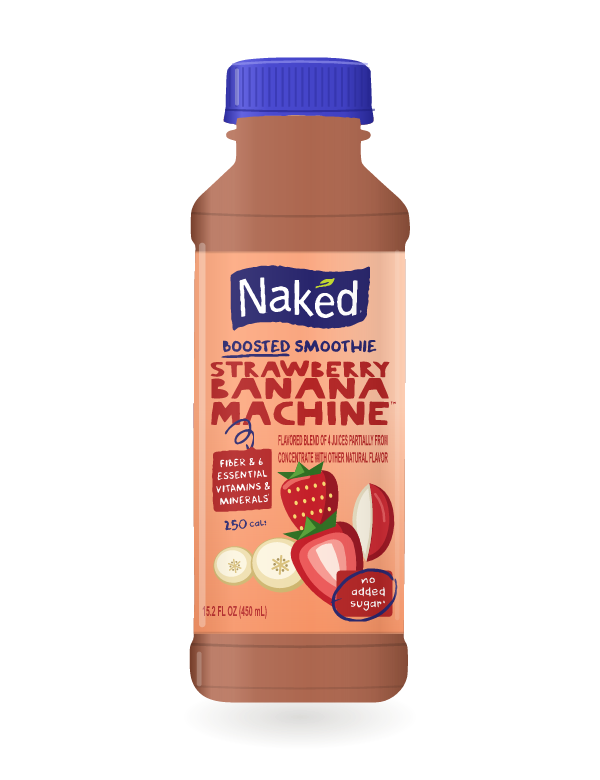 Naked
BOOSTED SMOOTHIE
STRAWBERRY
BANANA
MACHINE™
FLAVORED BLEND OF 4 JUICES PARTIALLY FROM
CONCENTRATE WITH OTHER NATURAL FLAVOR
FIBER & 6
ESSENTIAL
VITAMINS &
MINERALS
250 cal†
no
added
sugar*
15.2 FL OZ (450 mL)